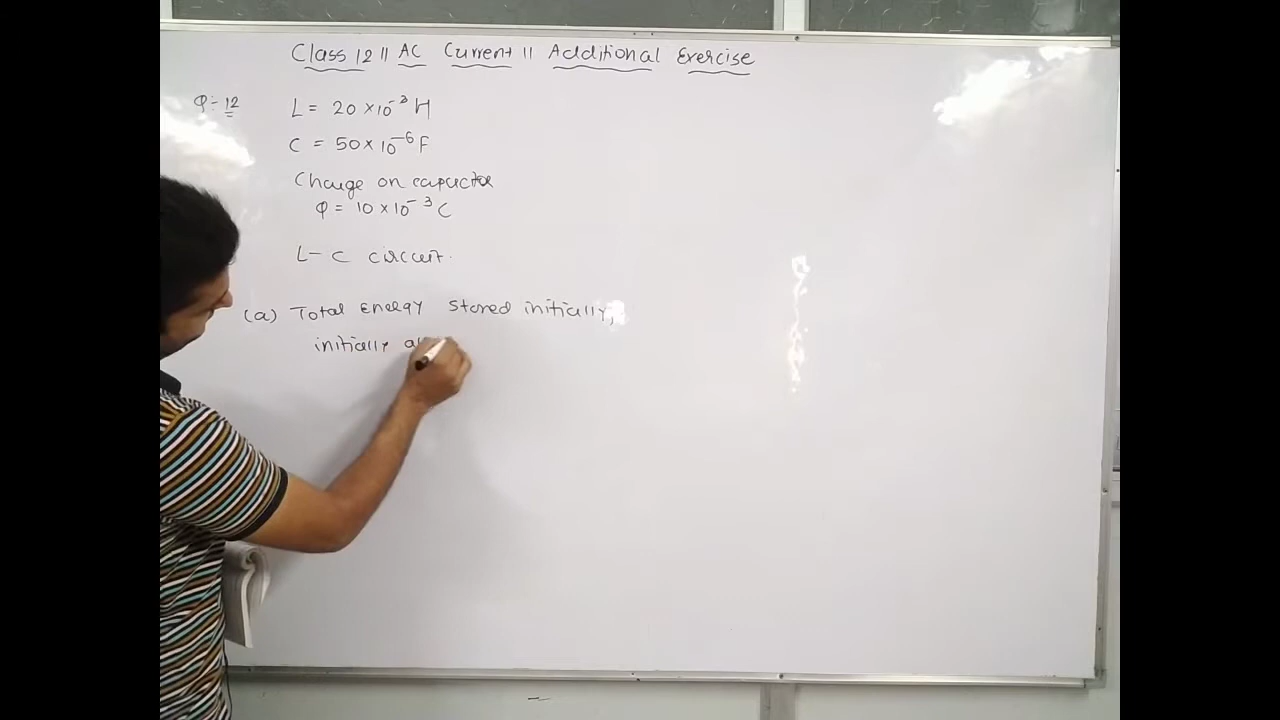 Class 12 || AC Current || Additional Exercise
Q-12
L = 20 × 10⁻³ H
C = 50 × 10⁻⁶ F
Charge on capacitor
Q = 10 × 10⁻³ C
L-C circuit.
(a) Total Energy Stored initially,
initially